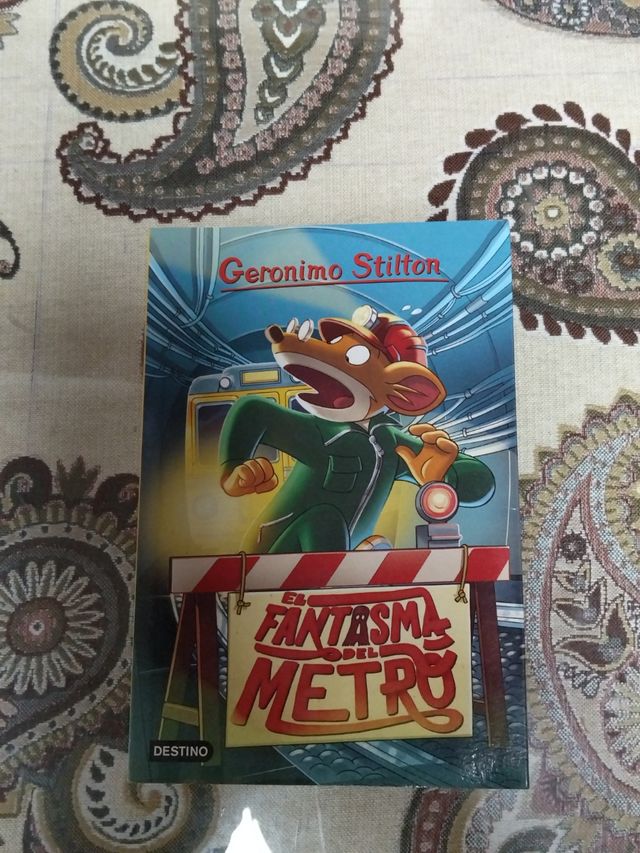 Geronimo Stilton
EL
FANTASMA
DEL
METRO
DESTINO